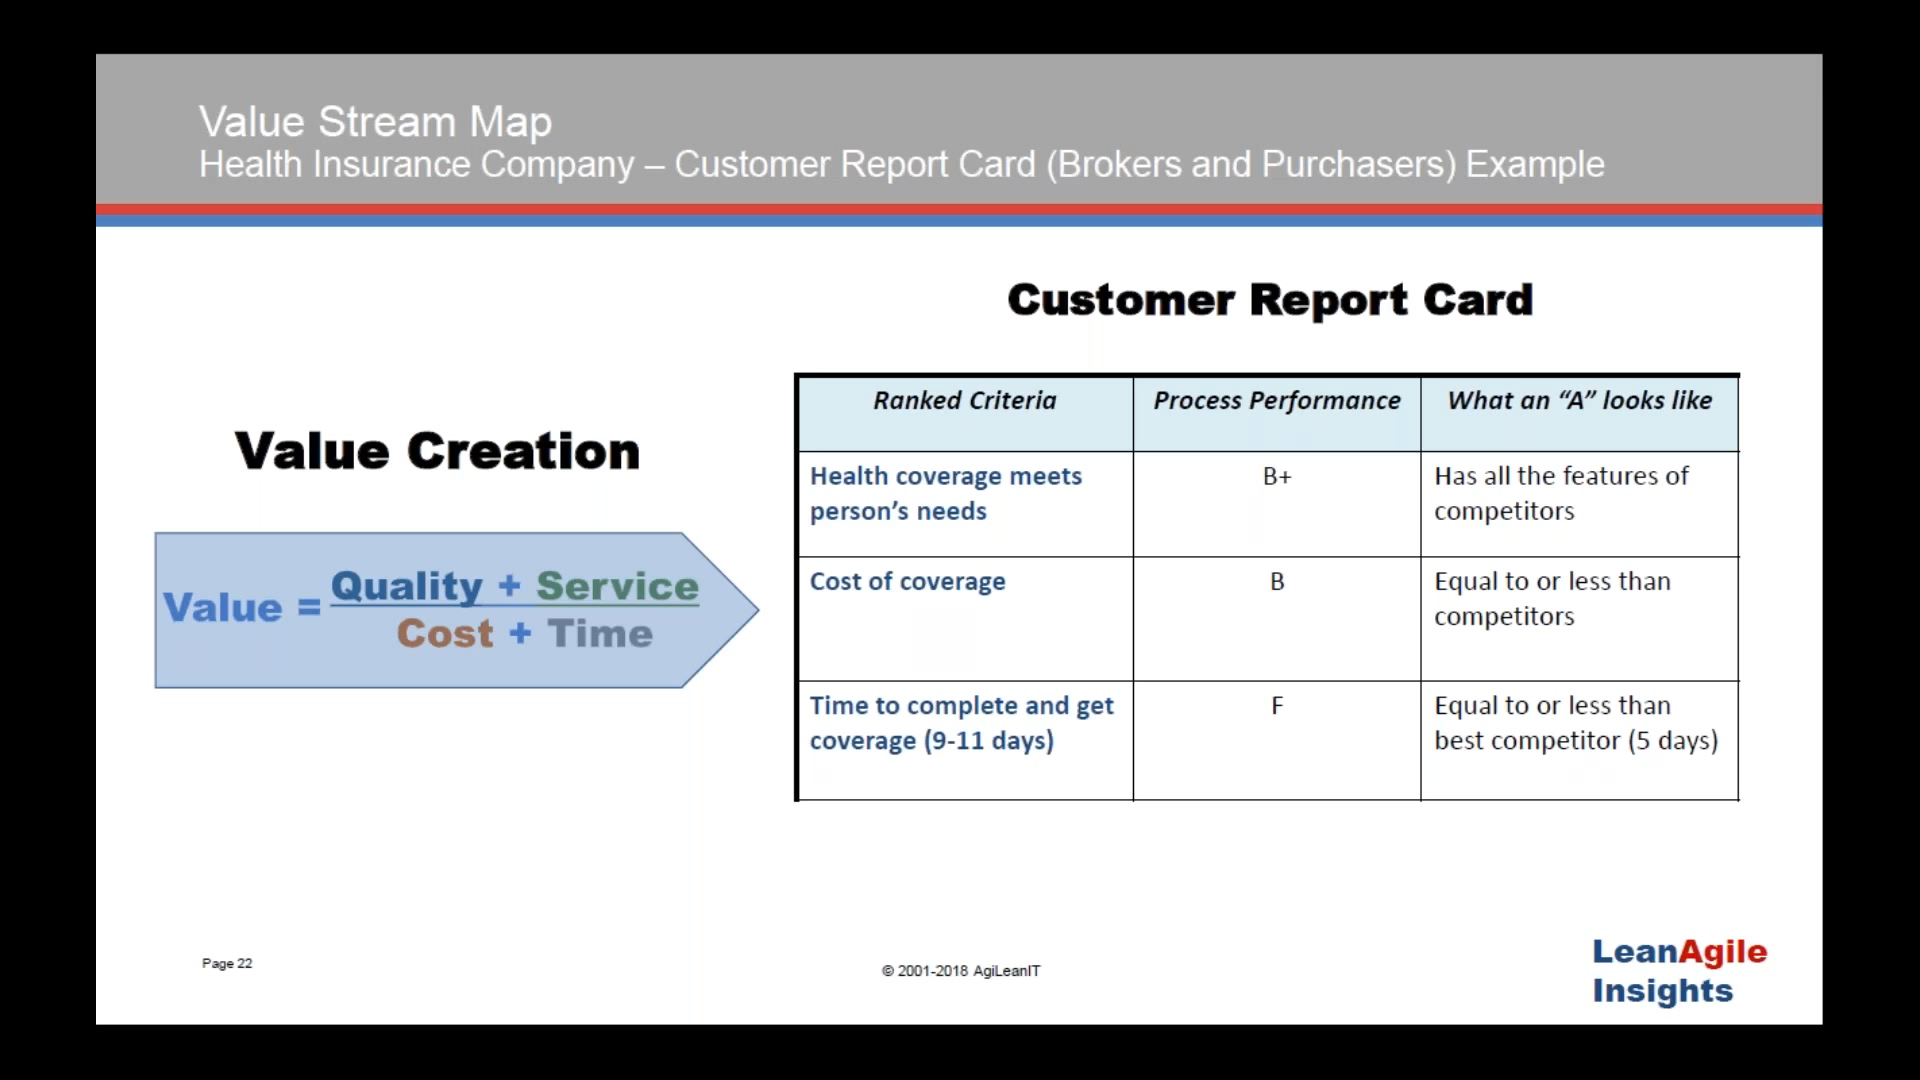 Value Stream Map
Health Insurance Company – Customer Report Card (Brokers and Purchasers) Example
Customer Report Card
Value Creation
Value = Quality + Service
Cost + Time
Ranked Criteria
Process Performance
What an “A” looks like
Health coverage meets
person’s needs
B+
Has all the features of
competitors
Cost of coverage
B
Equal to or less than
competitors
Time to complete and get
coverage (9-11 days)
F
Equal to or less than
best competitor (5 days)
Page 22
© 2001-2018 AgiLeanIT
LeanAgile
Insights